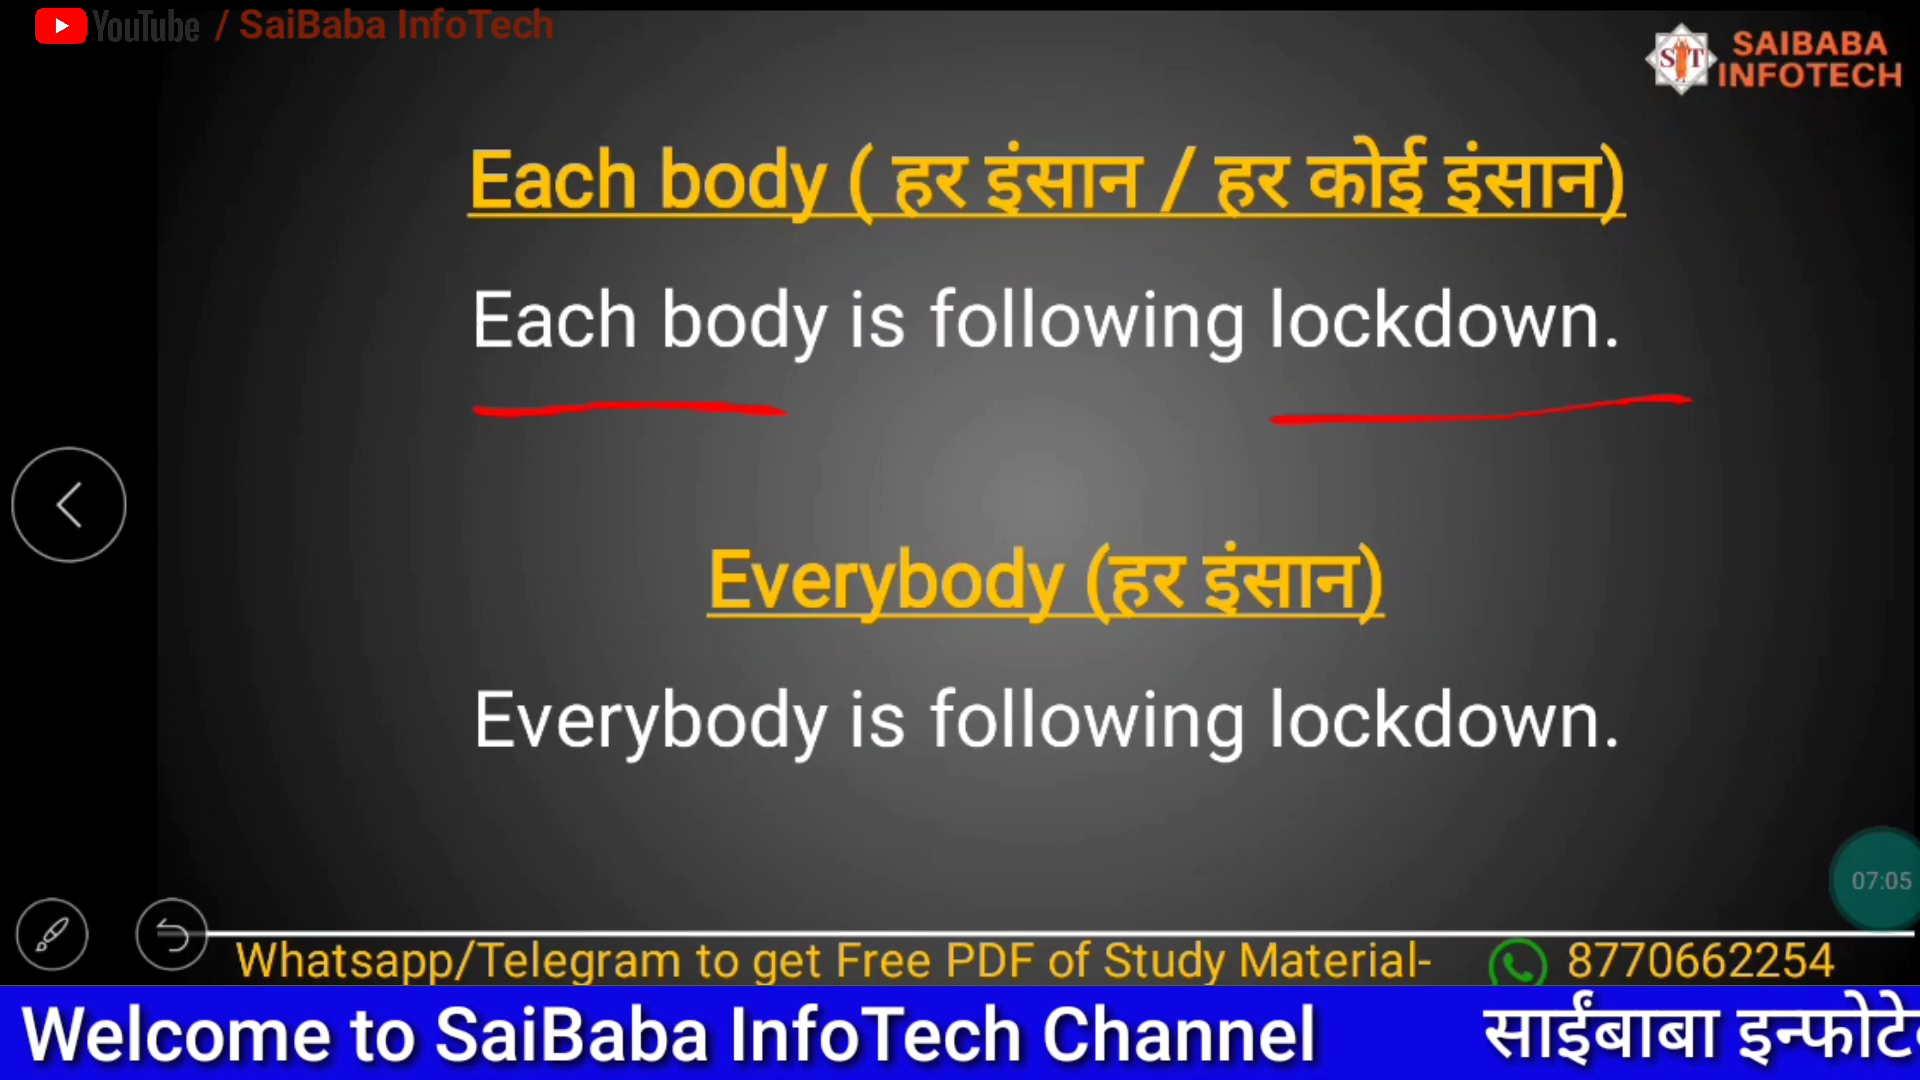 YouTube / SaiBaba InfoTech
SIT SAIBABA
INFOTECH
Each body ( हर इंसान / हर कोई इंसान)
Each body is following lockdown.
Everybody (हर इंसान)
Everybody is following lockdown.
07:05
Whatsapp/Telegram to get Free PDF of Study Material- 8770662254
Welcome to SaiBaba InfoTech Channel साईंबाबा